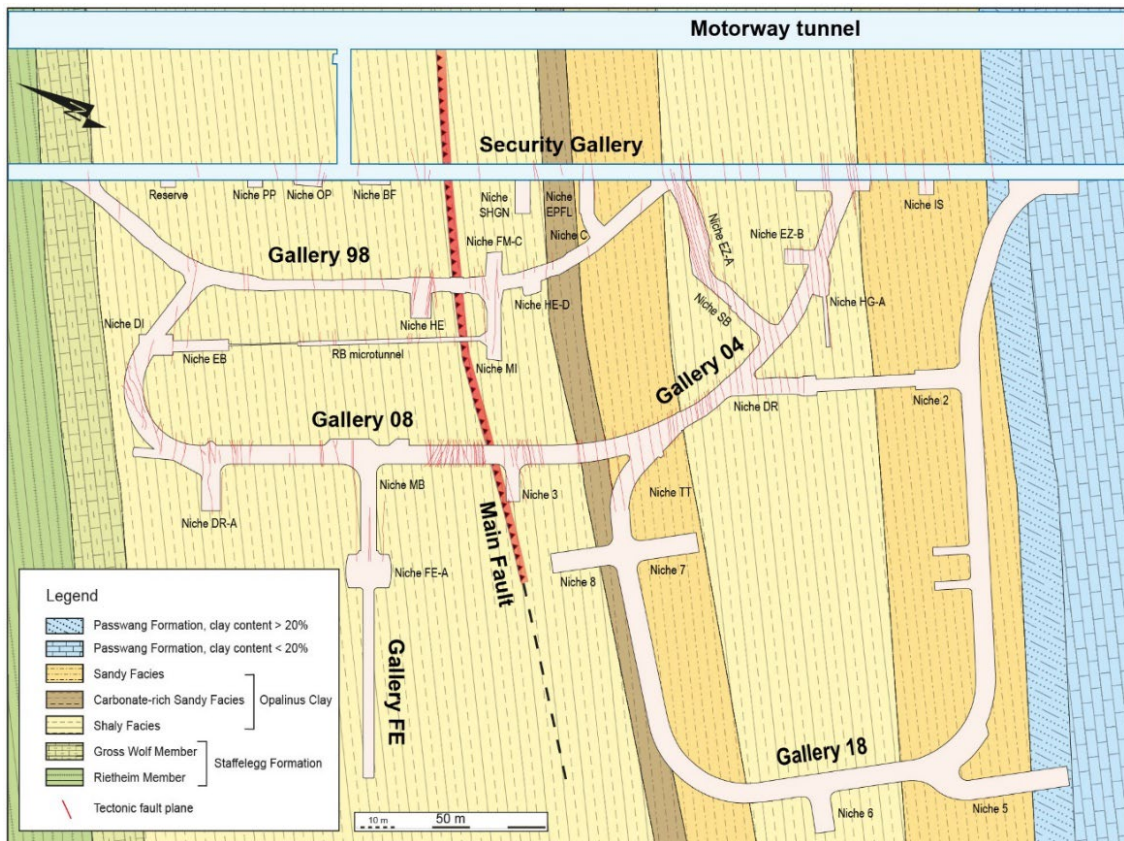 Motorway tunnel
N
Security Gallery
Reserve
Niche PP
Niche OP
Niche BF
Niche
SHGN
Niche
EPFL
Niche IS
Niche C
Niche FM-C
Niche EZ-A
Niche EZ-B
Gallery 98
Niche HE
Niche HE-D
Niche HG-A
Niche SB
Niche DI
Niche EB
RB microtunnel
Niche MI
Gallery 04
Gallery 08
Niche DR
Niche 2
Niche MB
Niche 3
Niche TT
Niche DR-A
Main Fault
Niche FE-A
Niche 8
Niche 7
Gallery FE
Gallery 18
Niche 6
Niche 5
Legend
Passwang Formation, clay content > 20%
Passwang Formation, clay content < 20%
Sandy Facies
Carbonate-rich Sandy Facies
Opalinus Clay
Shaly Facies
Gross Wolf Member
Staffelegg Formation
Rietheim Member
Tectonic fault plane
10 m
50 m